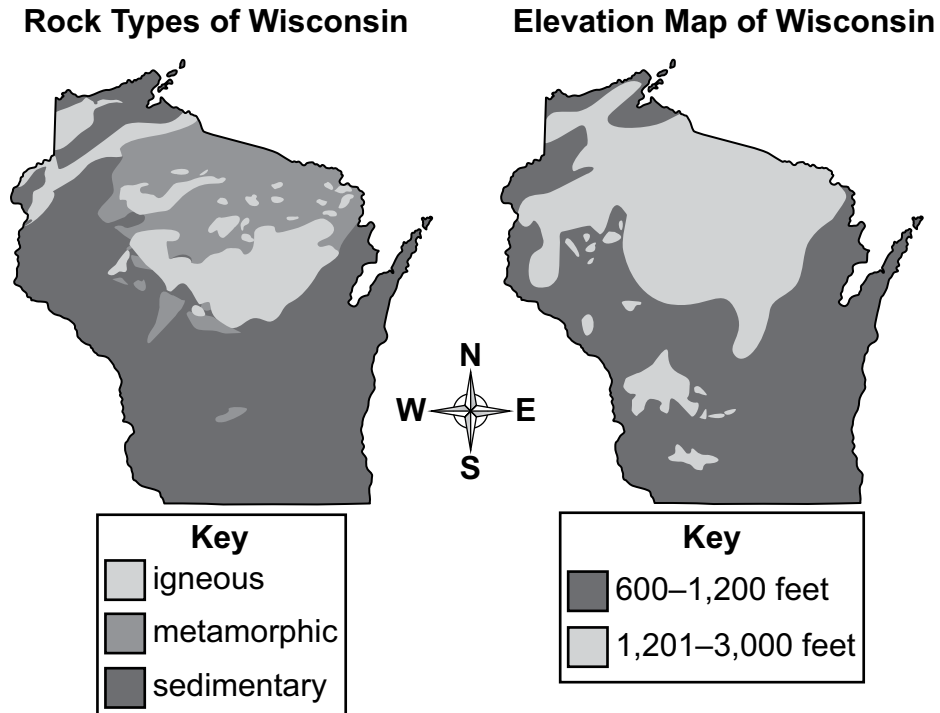 Rock Types of Wisconsin
Elevation Map of Wisconsin
N
W
E
S
Key
igneous
metamorphic
sedimentary
Key
600–1,200 feet
1,201–3,000 feet